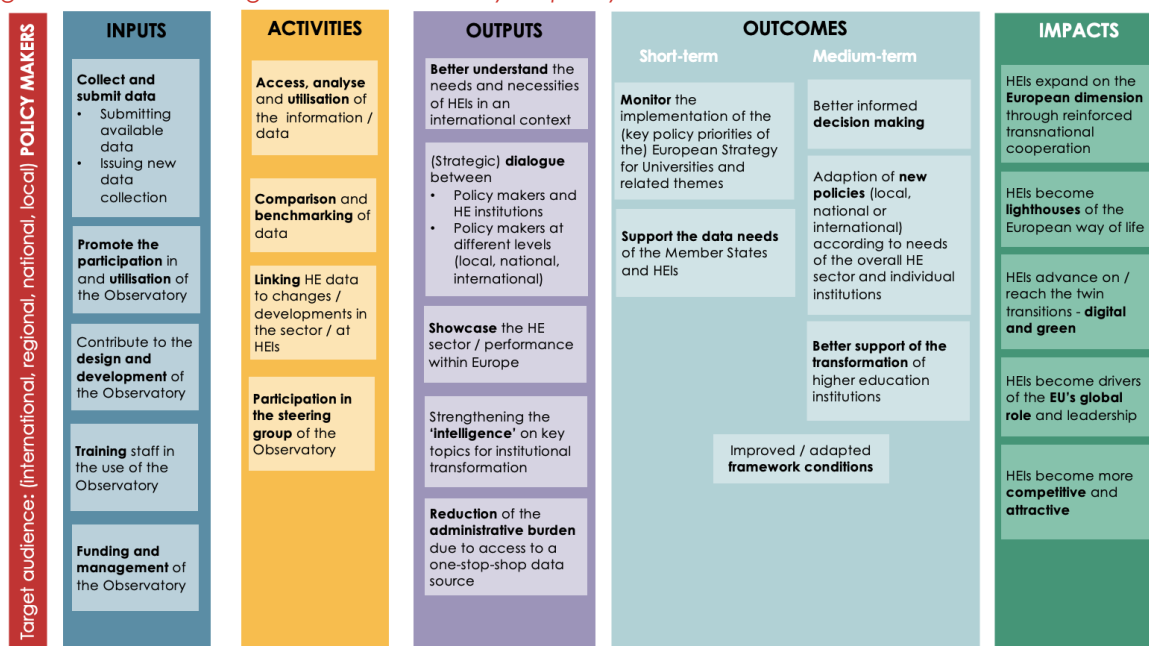 Target audience: (international, regional, national, local) POLICY MAKERS
INPUTS
Collect and
submit data
• Submitting
available
data
• Issuing new
data
collection
Promote the
participation in
and utilisation of
the Observatory
Contribute to the
design and
development of
the Observatory
Training staff in
the use of the
Observatory
Funding and
management of
the Observatory
ACTIVITIES
Access, analyse
and utilisation of
the information /
data
Comparison and
benchmarking of
data
Linking HE data
to changes /
developments in
the sector / at
HEIs
Participation in
the steering
group of the
Observatory
OUTPUTS
Better understand the
needs and necessities
of HEIs in an
international context
(Strategic) dialogue
between
• Policy makers and
HE institutions
• Policy makers at
different levels
(local, national,
international)
Showcase the HE
sector / performance
within Europe
Strengthening the
‘intelligence’ on key
topics for institutional
transformation
Reduction of the
administrative burden
due to access to a
one-stop-shop data
source
OUTCOMES
Short-term
Monitor the
implementation of the
(key policy priorities of
the) European Strategy
for Universities and
related themes
Support the data needs
of the Member States
and HEIs
Medium-term
Better informed
decision making
Adaption of new
policies (local,
national or
international)
according to needs
of the overall HE
sector and individual
institutions
Better support of the
transformation of
higher education
institutions
Improved / adapted
framework conditions
IMPACTS
HEIs expand on the
European dimension
through reinforced
transnational
cooperation
HEIs become
lighthouses of the
European way of life
HEIs advance on /
reach the twin
transitions - digital
and green
HEIs become drivers
of the EU's global
role and leadership
HEIs become more
competitive and
attractive